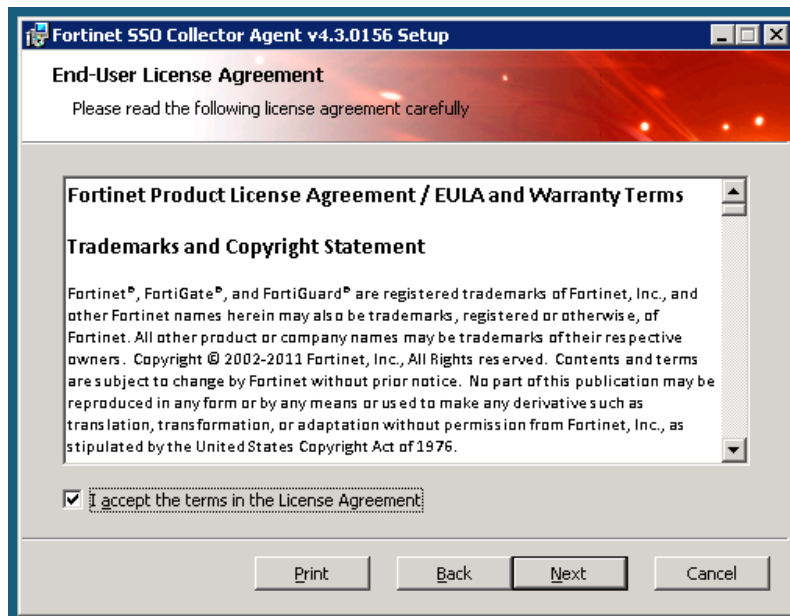 Fortinet SSO Collector Agent v4.3.0156 Setup
End-User License Agreement
Please read the following license agreement carefully
Fortinet Product License Agreement / EULA and Warranty Terms
Trademarks and Copyright Statement
Fortinet®, FortiGate®, and FortiGuard® are registered trademarks of Fortinet, Inc., and
other Fortinet names herein may also be trademarks, registered or otherwise, of
Fortinet. All other product or company names may be trademarks of their respective
owners. Copyright © 2002-2011 Fortinet, Inc., All Rights reserved. Contents and terms
are subject to change by Fortinet without prior notice. No part of this publication may be
reproduced in any form or by any means or used to make any derivative such as
translation, transformation, or adaptation without permission from Fortinet, Inc., as
stipulated by the United States Copyright Act of 1976.
I accept the terms in the License Agreement
Print Back Next Cancel